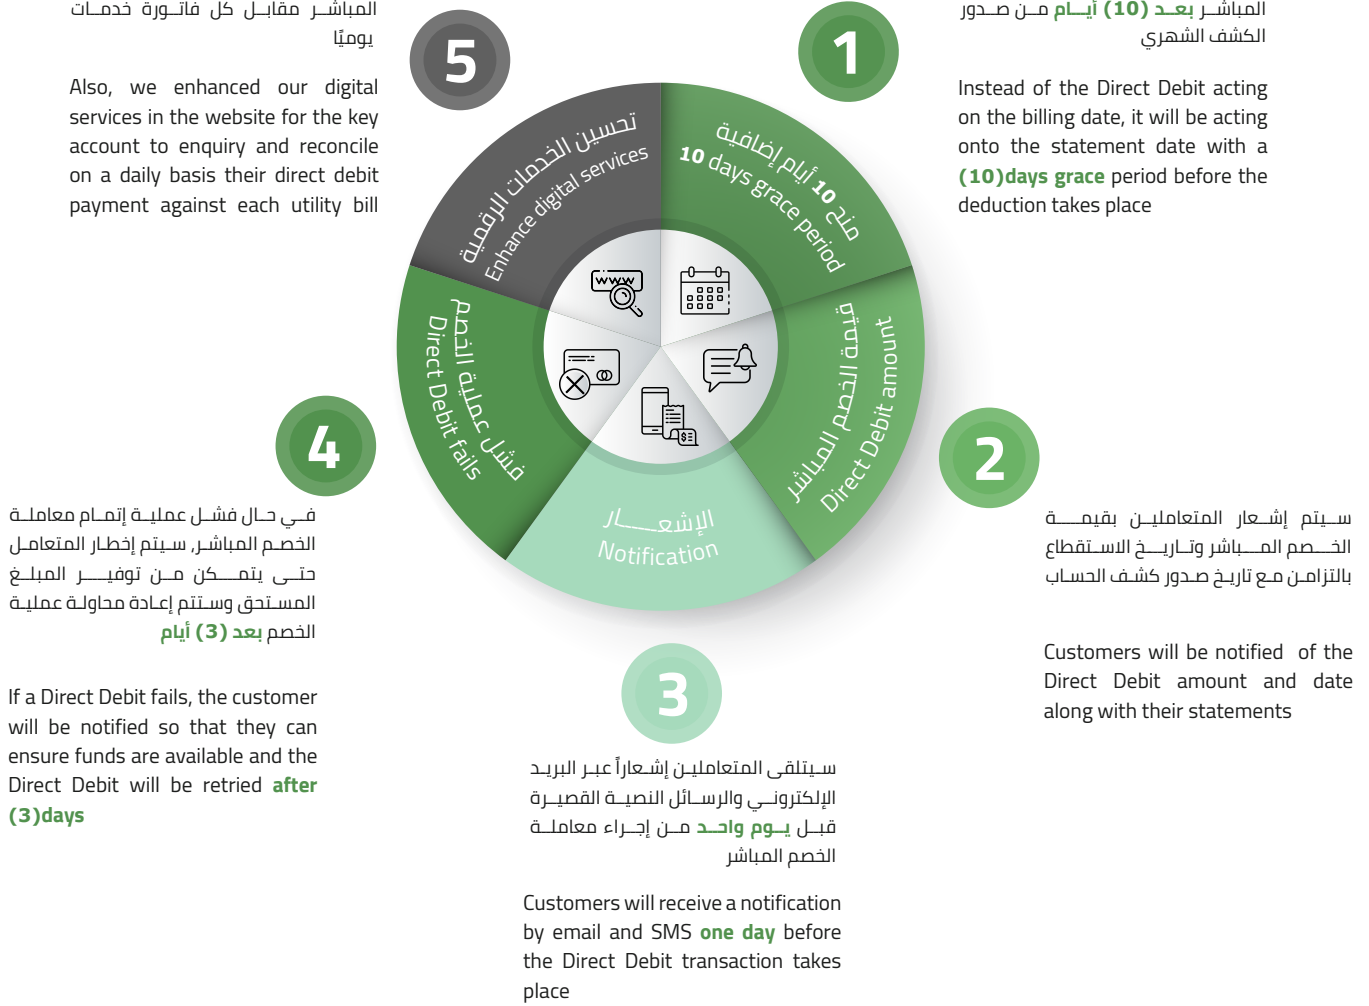 المباشر بعد (10) أيام من صدور
الكشف الشهري
Instead of the Direct Debit acting
on the billing date, it will be acting
onto the statement date with a
(10)days grace period before the
deduction takes place
1
المباشر مقابل كل فاتورة خدمات
يوميًا
Also, we enhanced our digital
services in the website for the key
account to enquiry and reconcile
on a daily basis their direct debit
payment against each utility bill
5
منح 10 أيام إضافية
10 days grace period
تحسين الخدمات الرقمية
Enhance digital services
قيمة الخصم المباشر
Direct Debit amount
فشل عملية الخصم
Direct Debit fails
الإشعار
Notification
www
$
2
سيتم إشعار المتعاملين بقيمة
الخصم المباشر وتاريخ الاستقطاع
بالتزامن مع تاريخ صدور كشف الحساب
Customers will be notified of the
Direct Debit amount and date
along with their statements
3
سيتلقى المتعاملين إشعاراً عبر البريد
الإلكتروني والرسائل النصية القصيرة
قبل يوم واحد من إجراء معاملة
الخصم المباشر
Customers will receive a notification
by email and SMS one day before
the Direct Debit transaction takes
place
4
في حال فشل عملية إتمام معاملة
الخصم المباشر، سيتم إخطار المتعامل
حتى يتمكن من توفير المبلغ
المستحق وستتم إعادة محاولة عملية
الخصم بعد (3) أيام
If a Direct Debit fails, the customer
will be notified so that they can
ensure funds are available and the
Direct Debit will be retried after
(3)days